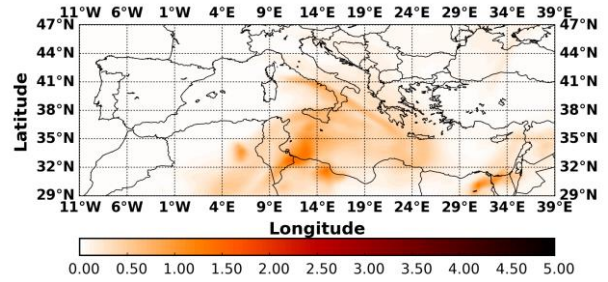 11°W 6°W 1°W 4°E 9°E 14°E 19°E 24°E 29°E 34°E 39°E
47°N 47°N
44°N 44°N
41°N 41°N
38°N 38°N
35°N 35°N
32°N 32°N
29°N 29°N
11°W 6°W 1°W 4°E 9°E 14°E 19°E 24°E 29°E 34°E 39°E
Latitude
Longitude
0.00 0.50 1.00 1.50 2.00 2.50 3.00 3.50 4.00 4.50 5.00